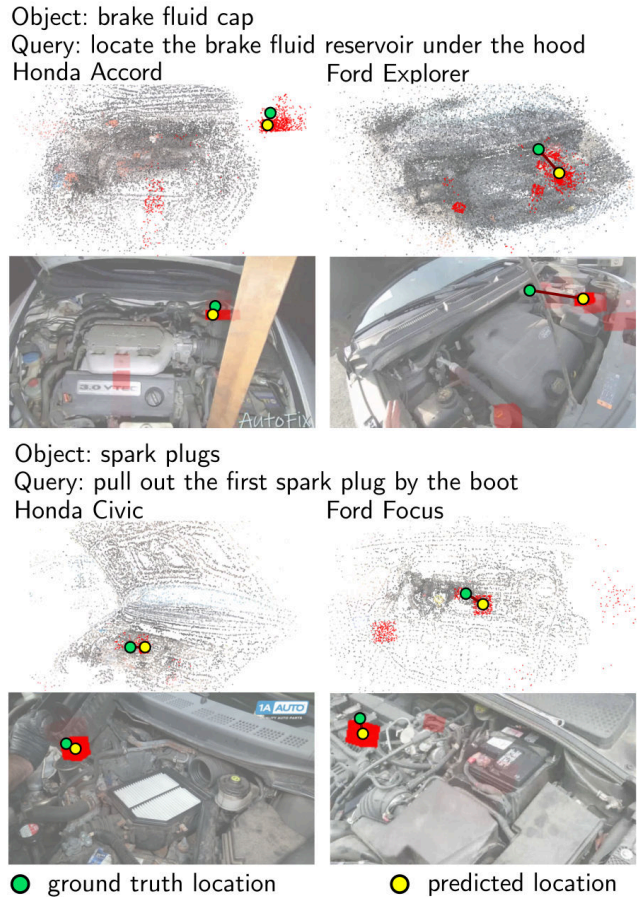 Object: brake fluid cap
Query: locate the brake fluid reservoir under the hood
Honda Accord
Ford Explorer
3.0 VTEC
AutoFix
Object: spark plugs
Query: pull out the first spark plug by the boot
Honda Civic
Ford Focus
1A AUTO
ground truth location
predicted location